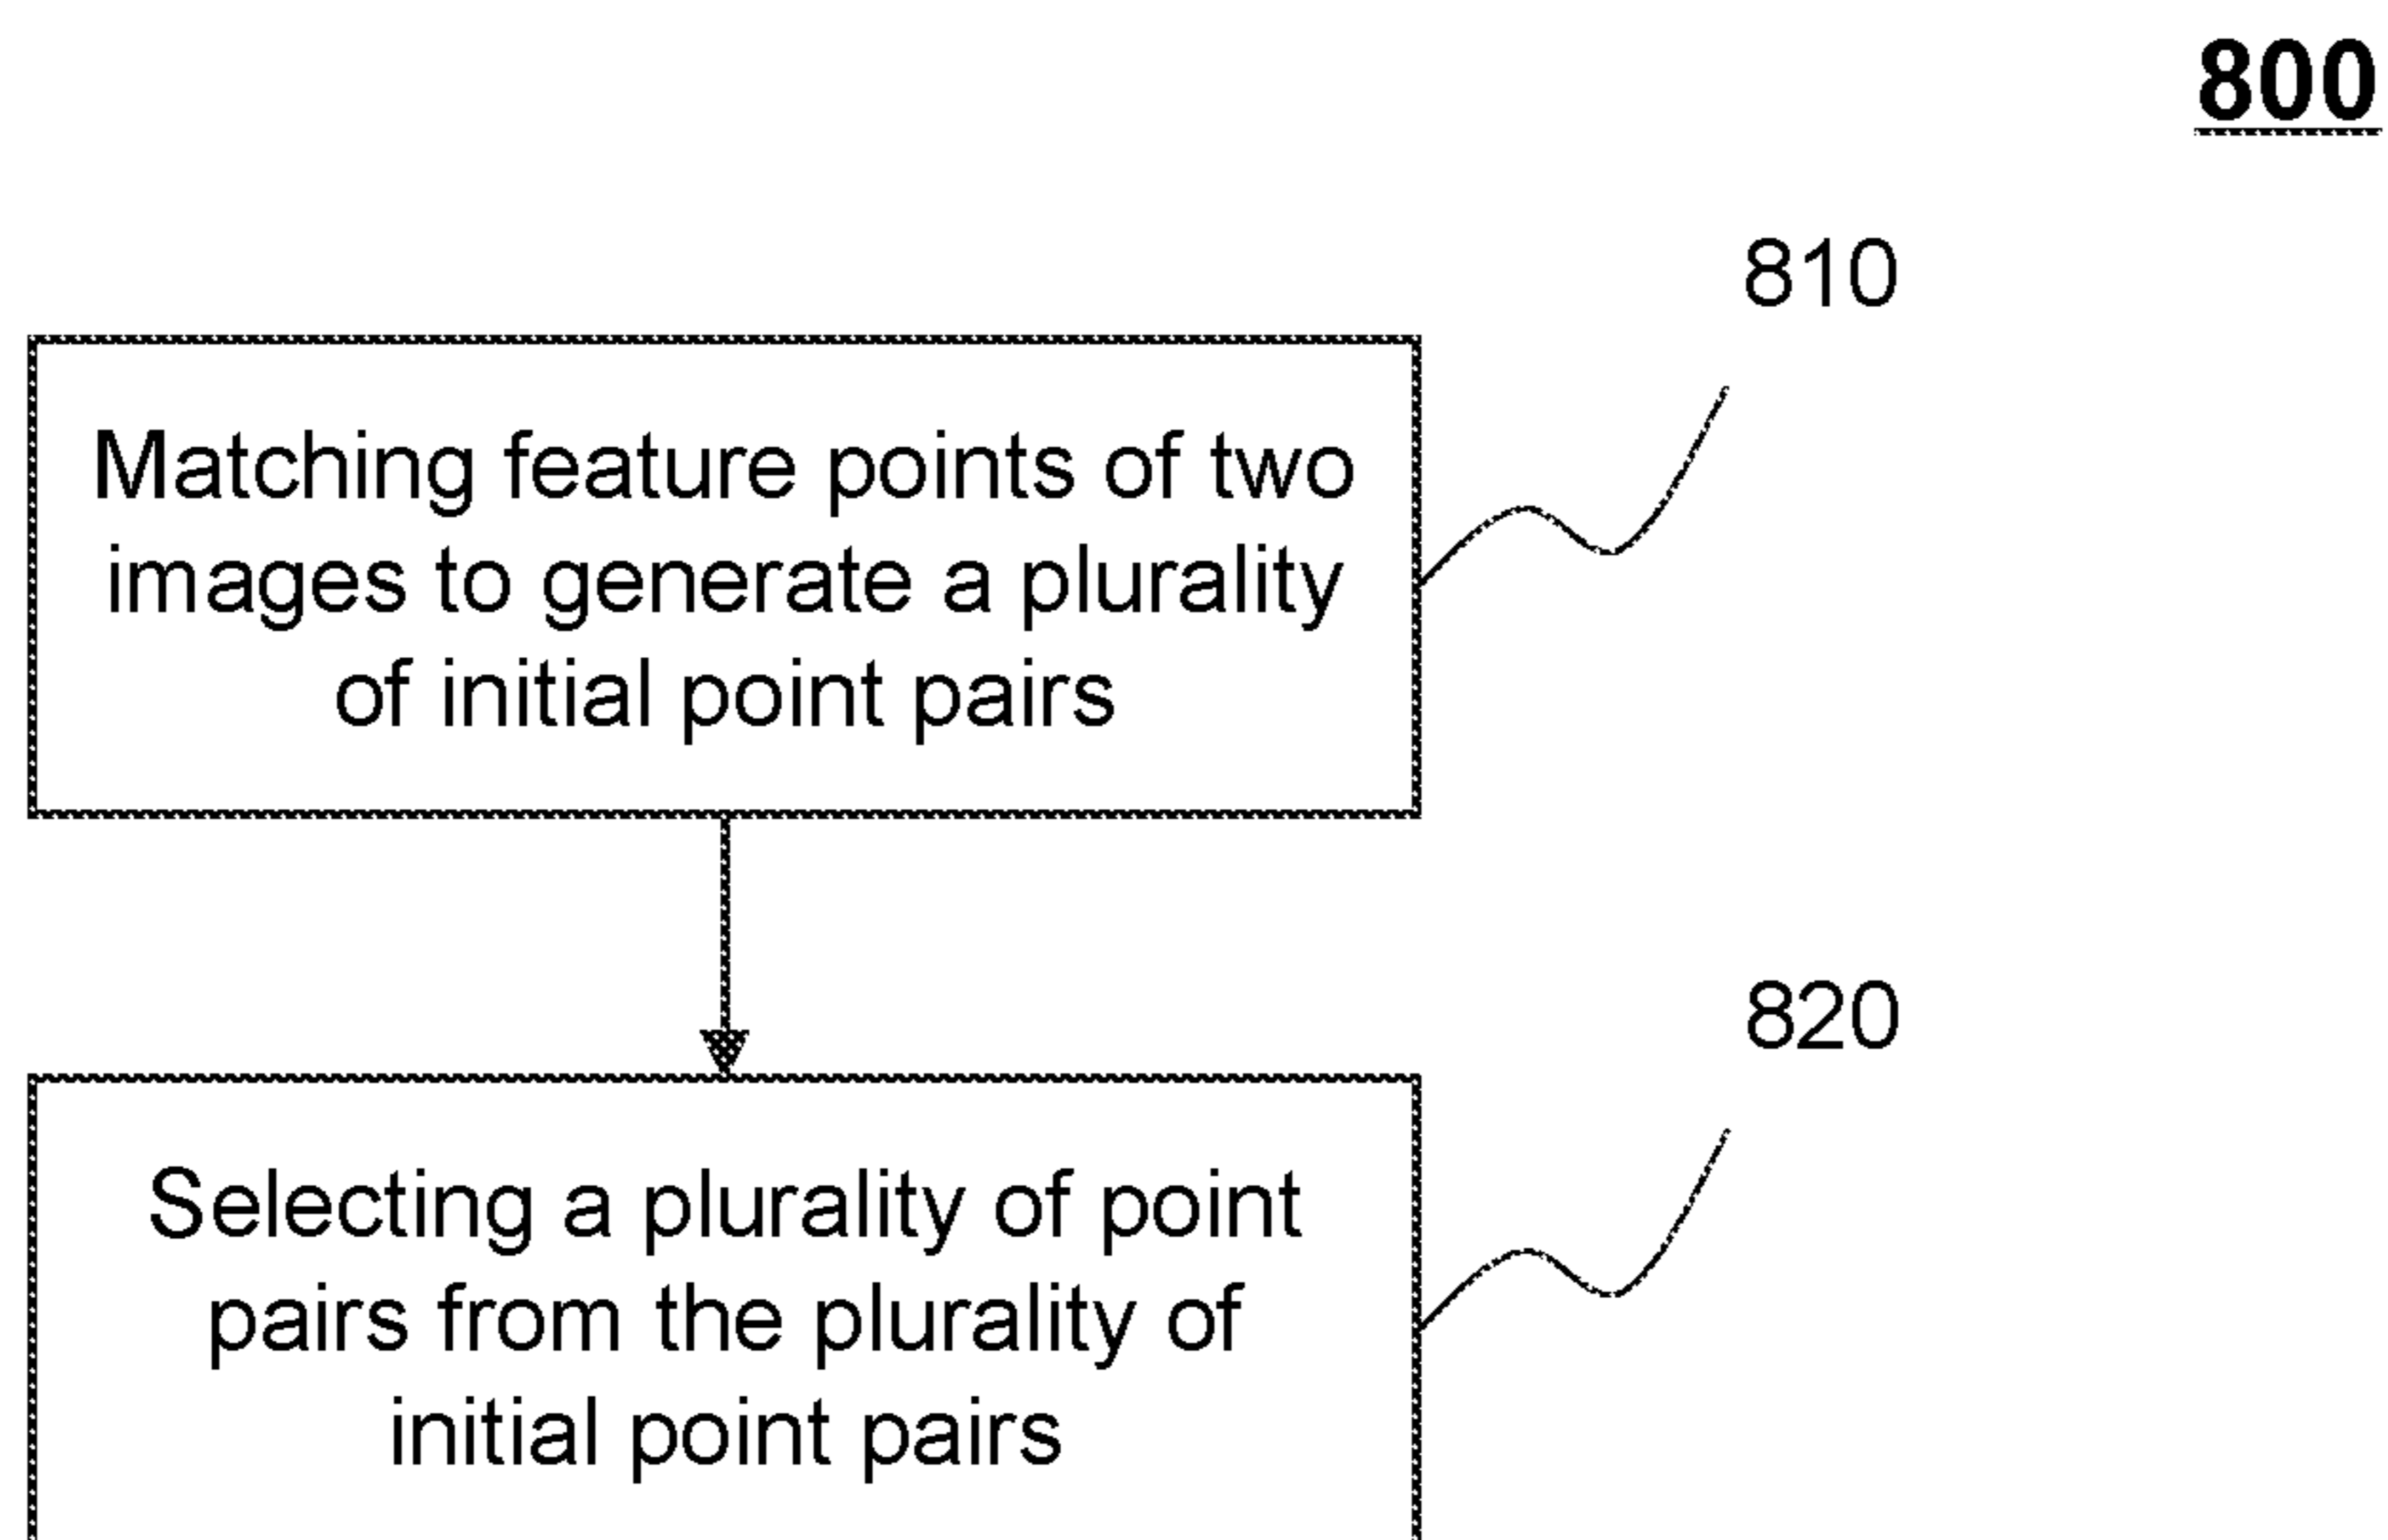 800
810
Matching feature points of two
images to generate a plurality
of initial point pairs
820
Selecting a plurality of point
pairs from the plurality of
initial point pairs